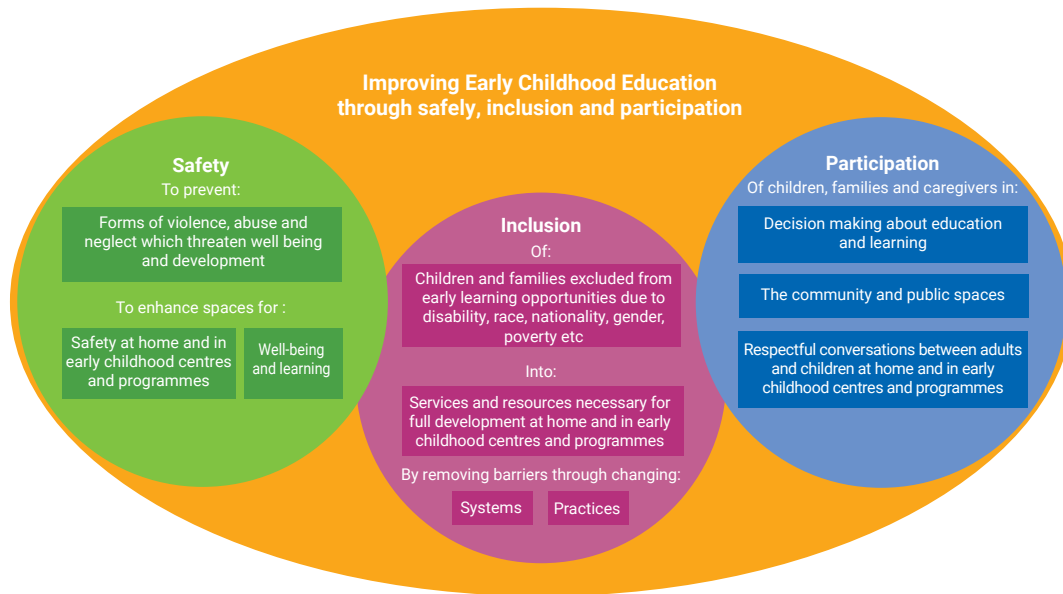 Improving Early Childhood Education
through safely, inclusion and participation
Safety
To prevent:
Forms of violence, abuse and
neglect which threaten well being
and development
To enhance spaces for :
Safety at home and in
early childhood centres
and programmes
Well-being
and learning
Inclusion
Of:
Children and families excluded from
early learning opportunities due to
disability, race, nationality, gender,
poverty etc
Into:
Services and resources necessary for
full development at home and in early
childhood centres and programmes
By removing barriers through changing:
Systems
Practices
Participation
Of children, families and caregivers in:
Decision making about education
and learning
The community and public spaces
Respectful conversations between adults
and children at home and in early
childhood centres and programmes